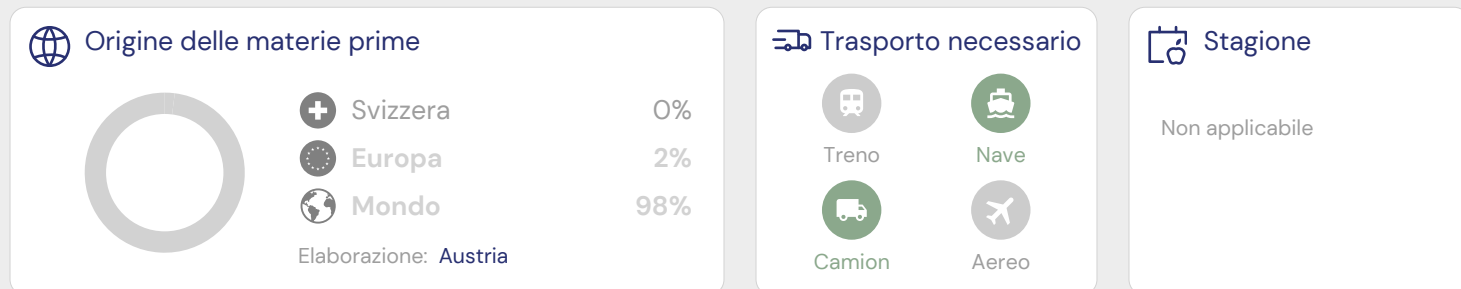 Origine delle materie prime
Svizzera 0%
Europa 2%
Mondo 98%
Elaborazione: Austria
Trasporto necessario
Treno Nave
Camion Aereo
Stagione
Non applicabile